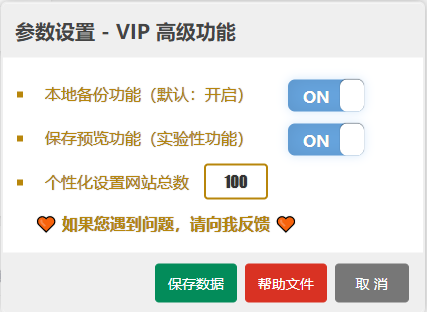 参数设置 - VIP 高级功能
本地备份功能（默认：开启） ON
保存预览功能（实验性功能） ON
个性化设置网站总数 100
如果您遇到问题，请向我反馈
保存数据 帮助文件 取 消